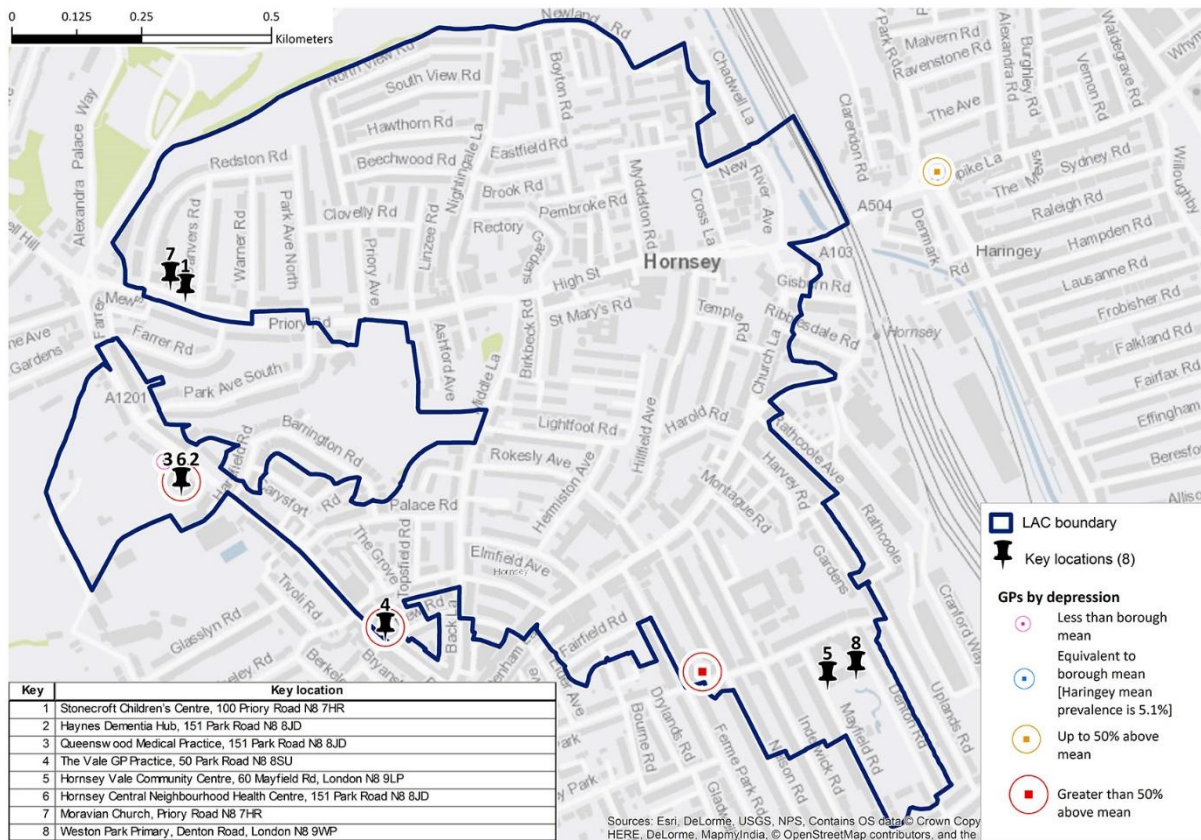 0 0.125 0.25 0.5
Kilometers
Newland Rd
Park Rd
Malvern Rd
Ravenstone Rd
Alexandra Rd
Burghley Rd
Waldegrave Rd
Vernon Rd
The Ave
North View Rd
South View Rd
Boyton Rd
Chadwell La
Clarendon Rd
Alexandra Palace Way
Hawthorn Rd
Nightingale La
Eastfield Rd
Redston Rd
Beechwood Rd
New River Ave
Sydney Rd
Willoughby
Brook Rd
Myddelton Rd
Cross La
A504
Raleigh Rd
Pembroke Rd
Clovelly Rd
Denmark Rd
Hampden Rd
Warner Rd
Park Ave North
Priory Ave
Linzee Rd
Rectory Gardens
Hornsey
A103
Haringey
Lausanne Rd
7
1
High St
Gisburn Rd
Frobisher Rd
Mews
Priory Rd
St Mary's Rd
Temple Rd
Ribblesdale Rd
Hornsey
Falkland Rd
Farrer Rd
Ashford Ave
Middle La
Birkbeck Rd
Church La
Fairfax Rd
Gardens
Park Ave South
A1201
Effingham
Barrington Rd
Lightfoot Rd
Hillfield Ave
Harold Rd
Rathcoole Ave
Beresford
3 6 2
Rokesly Ave
Harvey Rd
Palace Rd
Hermiston Ave
Montague Rd
Rathcoole Gardens
The Grove
Topsfield Rd
Elmfield Ave
Hornsey
Tivoli Rd
4
Back La
Cranford Way
Glasslyn Rd
Fairfield Rd
5
8
Dylands Rd
Bourne Rd
Ferme Park Rd
Nelson Rd
Inderwick Rd
Mayfield Rd
Denton Rd
Uplands Rd
LAC boundary
Key locations (8)
GPs by depression
Less than borough
mean
Equivalent to
borough mean
[Haringey mean
prevalence is 5.1%]
Up to 50% above
mean
Greater than 50%
above mean
Key Key location
1 Stonecroft Children's Centre, 100 Priory Road N8 7HR
2 Haynes Dementia Hub, 151 Park Road N8 8JD
3 Queenswood Medical Practice, 151 Park Road N8 8JD
4 The Vale GP Practice, 50 Park Road N8 8SU
5 Hornsey Vale Community Centre, 60 Mayfield Rd, London N8 9LP
6 Hornsey Central Neighbourhood Health Centre, 151 Park Road N8 8JD
7 Moravian Church, Priory Road N8 7HR
8 Weston Park Primary, Denton Road, London N8 9WP
Sources: Esri, DeLorme, USGS, NPS, Contains OS data © Crown Copy
HERE, DeLorme, MapmyIndia, © OpenStreetMap contributors, and the